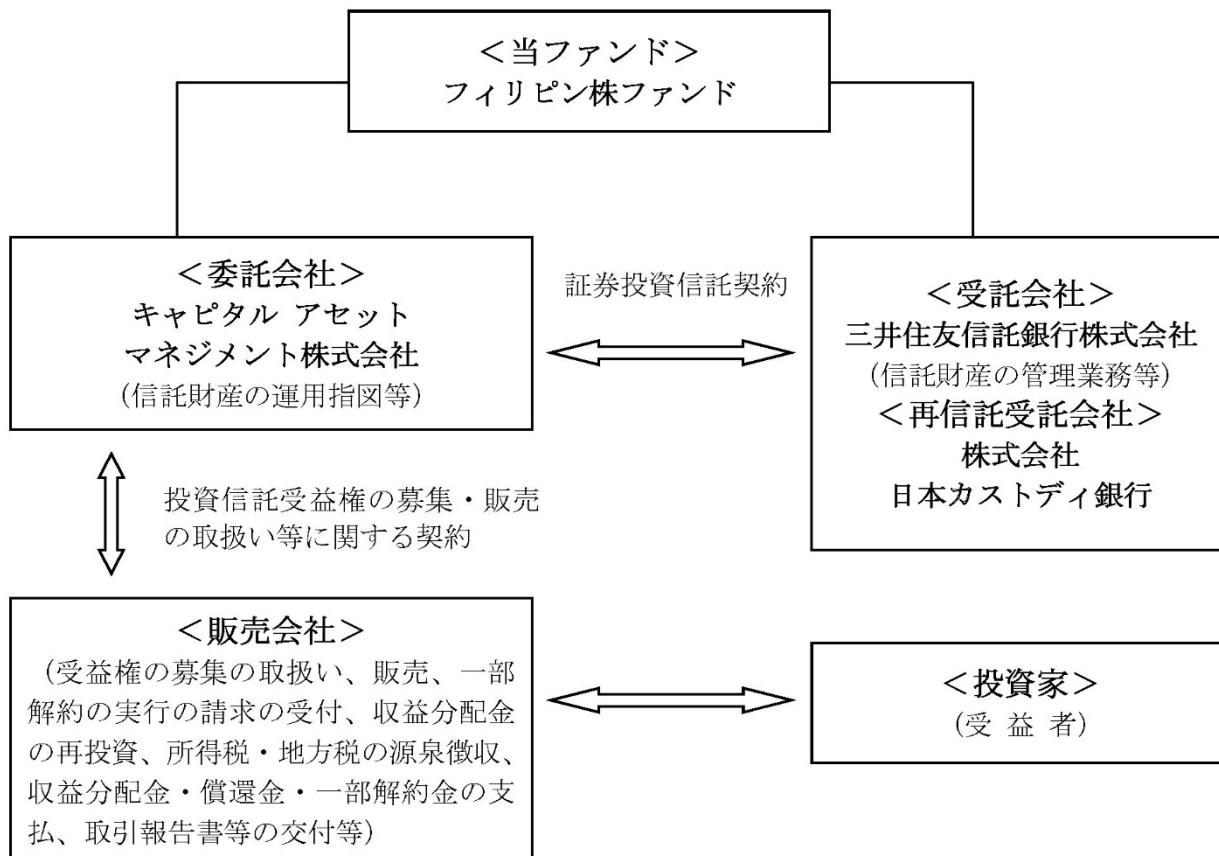 ＜当ファンド＞
フィリピン株ファンド
＜委託会社＞
キャピタル アセット
マネジメント株式会社
(信託財産の運用指図等)
証券投資信託契約
＜受託会社＞
三井住友信託銀行株式会社
(信託財産の管理業務等)
＜再信託受託会社＞
株式会社
日本カストディ銀行
投資信託受益権の募集・販売
の取扱い等に関する契約
＜販売会社＞
（受益権の募集の取扱い、販売、一部
解約の実行の請求の受付、収益分配金
の再投資、所得税・地方税の源泉徴収、
収益分配金・償還金・一部解約金の支
払、取引報告書等の交付等）
＜投資家＞
(受 益 者)